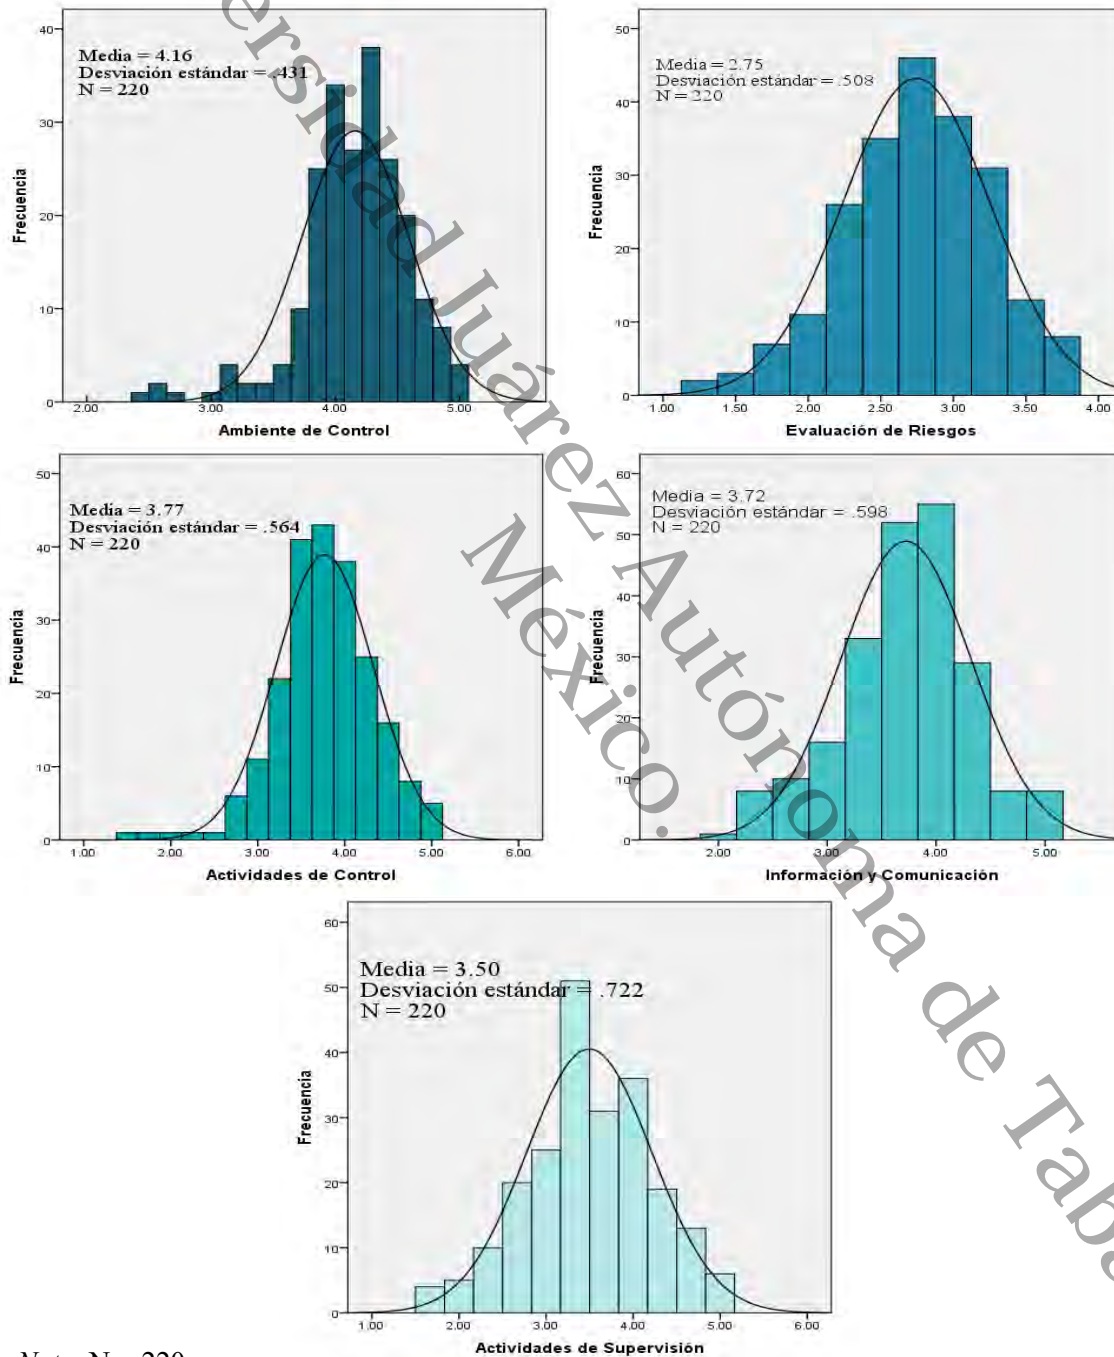 Media = 4.16
Desviación estándar = .431
N = 220
Frecuencia
40
30
20
10
0
2.00 3.00 4.00 5.00
Ambiente de Control
Media = 2.75
Desviación estándar = .508
N = 220
Frecuencia
50
40
30
20
10
0
1.00 1.50 2.00 2.50 3.00 3.50 4.00
Evaluación de Riesgos
Media = 3.77
Desviación estándar = .564
N = 220
Frecuencia
50
40
30
20
10
0
1.00 2.00 3.00 4.00 5.00 6.00
Actividades de Control
Media = 3.72
Desviación estándar = .598
N = 220
Frecuencia
60
50
40
30
20
10
0
2.00 3.00 4.00 5.00
Información y Comunicación
Media = 3.50
Desviación estándar = .722
N = 220
Frecuencia
60
50
40
30
20
10
0
1.00 2.00 3.00 4.00 5.00 6.00
Actividades de Supervisión
ersidad Juárez Autónoma de Taba
México.